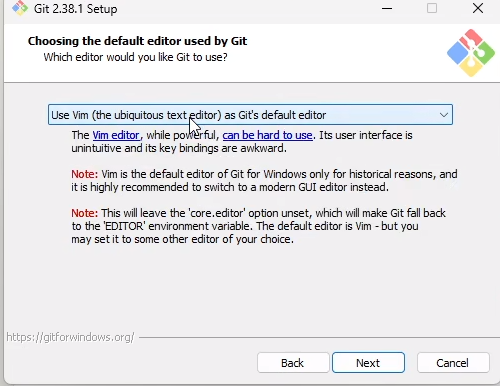 Git 2.38.1 Setup
Choosing the default editor used by Git
Which editor would you like Git to use?
Use Vim (the ubiquitous text editor) as Git's default editor
The Vim editor, while powerful, can be hard to use. Its user interface is
unintuitive and its key bindings are awkward.
Note: Vim is the default editor of Git for Windows only for historical reasons, and
it is highly recommended to switch to a modern GUI editor instead.
Note: This will leave the 'core.editor' option unset, which will make Git fall back
to the 'EDITOR' environment variable. The default editor is Vim - but you
may set it to some other editor of your choice.
https://gitforwindows.org/
Back
Next
Cancel